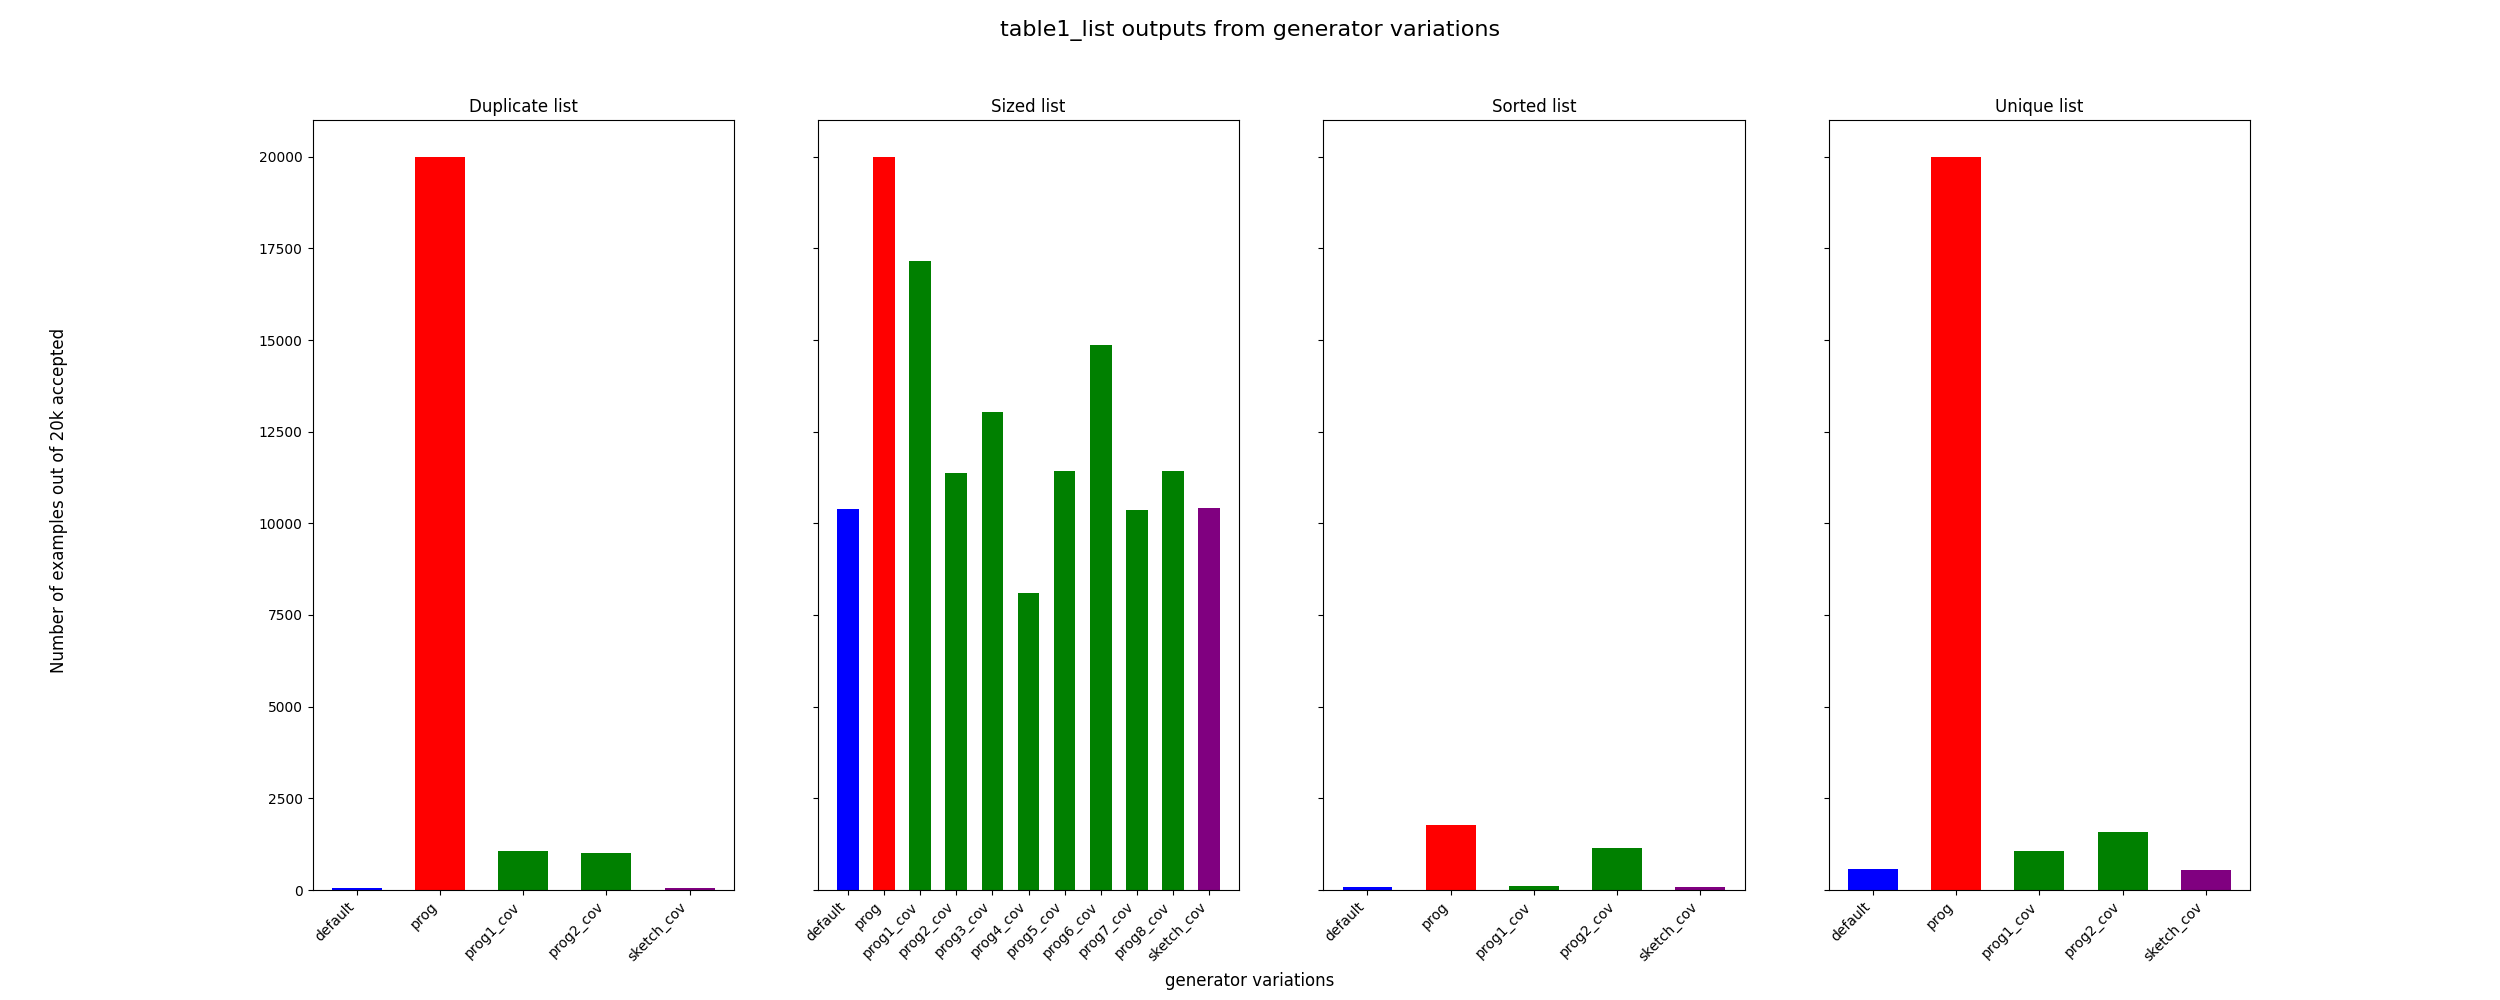 table1_list outputs from generator variations
Duplicate list
Sized list
Sorted list
Unique list
Number of examples out of 20k accepted
20000
17500
15000
12500
10000
7500
5000
2500
0
default
prog
prog1_cov
prog2_cov
sketch_cov
default
prog
prog1_cov
prog2_cov
prog3_cov
prog4_cov
prog5_cov
prog6_cov
prog7_cov
prog8_cov
sketch_cov
default
prog
prog1_cov
prog2_cov
sketch_cov
default
prog
prog1_cov
prog2_cov
sketch_cov
generator variations